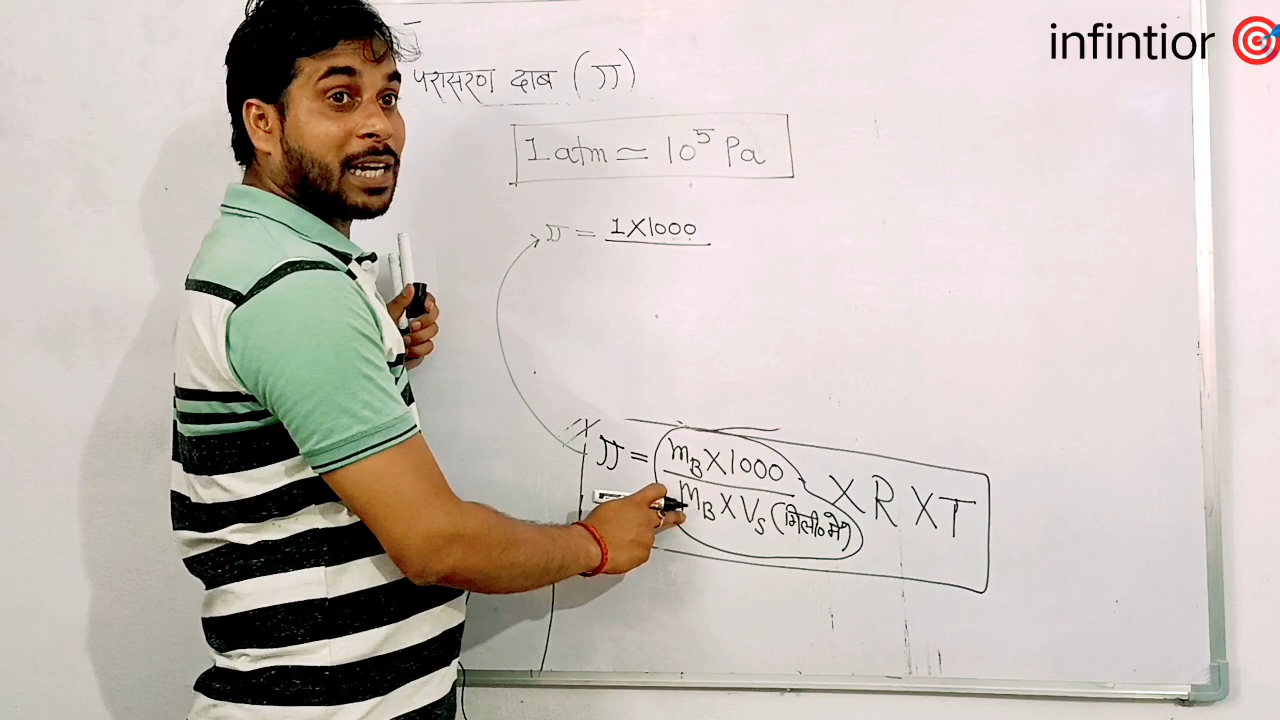 infintior
परासरण दाब (π)
1 atm = 10⁵ Pa
π = 1X1000
π = mB X 1000 X R X T
MB X Vs (मिली० में)